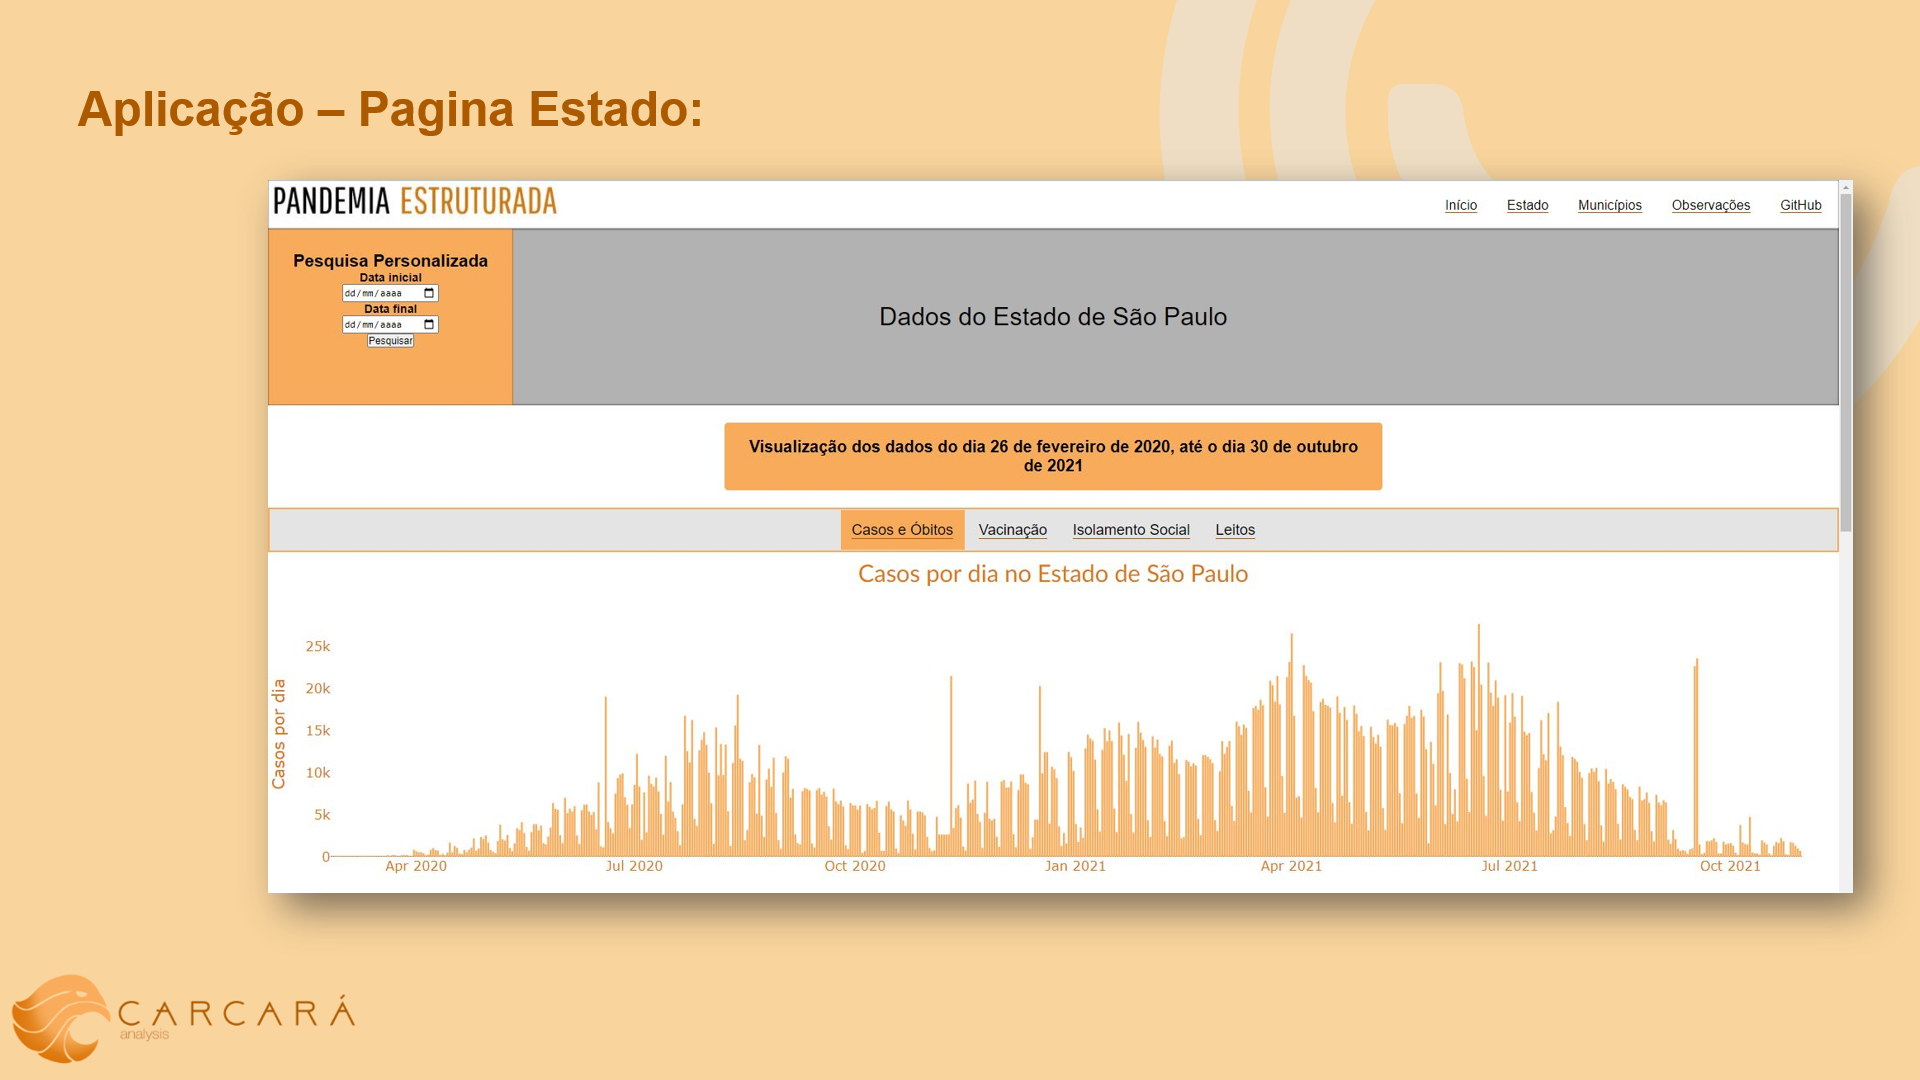 Aplicação – Pagina Estado:
PANDEMIA ESTRUTURADA
Início Estado Municípios Observações GitHub
Pesquisa Personalizada
Data inicial
dd/mm/aaaa
Data final
dd/mm/aaaa
Pesquisar
Dados do Estado de São Paulo
Visualização dos dados do dia 26 de fevereiro de 2020, até o dia 30 de outubro
de 2021
Casos e Óbitos Vacinação Isolamento Social Leitos
Casos por dia no Estado de São Paulo
Casos por dia
25k
20k
15k
10k
5k
0
Apr 2020 Jul 2020 Oct 2020 Jan 2021 Apr 2021 Jul 2021 Oct 2021
CARCARÁ
analysis